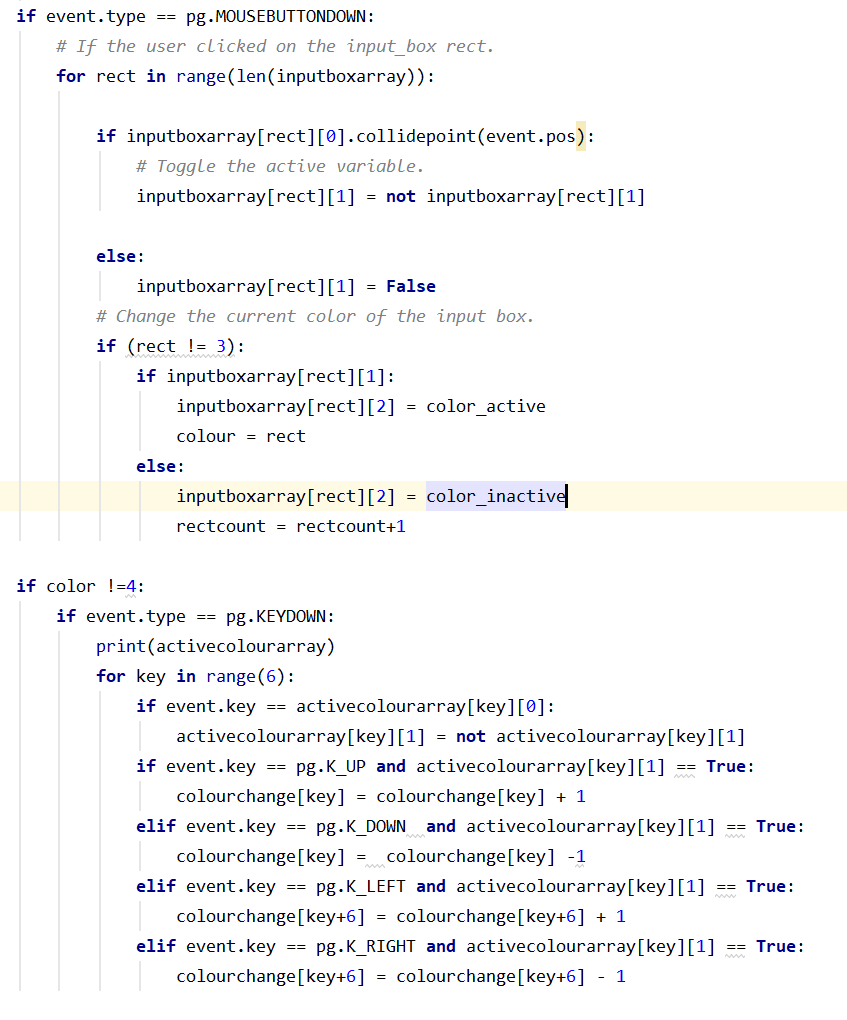 if event.type == pg.MOUSEBUTTONDOWN:
    # If the user clicked on the input_box rect.
    for rect in range(len(inputboxarray)):

        if inputboxarray[rect][0].collidepoint(event.pos):
            # Toggle the active variable.
            inputboxarray[rect][1] = not inputboxarray[rect][1]

        else:
            inputboxarray[rect][1] = False
        # Change the current color of the input box.
        if (rect != 3):
            if inputboxarray[rect][1]:
                inputboxarray[rect][2] = color_active
                colour = rect
            else:
                inputboxarray[rect][2] = color_inactive
                rectcount = rectcount+1

if color !=4:
    if event.type == pg.KEYDOWN:
        print(activecolourarray)
        for key in range(6):
            if event.key == activecolourarray[key][0]:
                activecolourarray[key][1] = not activecolourarray[key][1]
            if event.key == pg.K_UP and activecolourarray[key][1] == True:
                colourchange[key] = colourchange[key] + 1
            elif event.key == pg.K_DOWN  and activecolourarray[key][1] == True:
                colourchange[key] =  colourchange[key] -1
            elif event.key == pg.K_LEFT and activecolourarray[key][1] == True:
                colourchange[key+6] = colourchange[key+6] + 1
            elif event.key == pg.K_RIGHT and activecolourarray[key][1] == True:
                colourchange[key+6] = colourchange[key+6] - 1